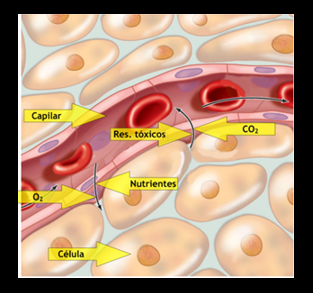 Capilar
Res. tóxicos
CO₂
Nutrientes
O₂
Célula